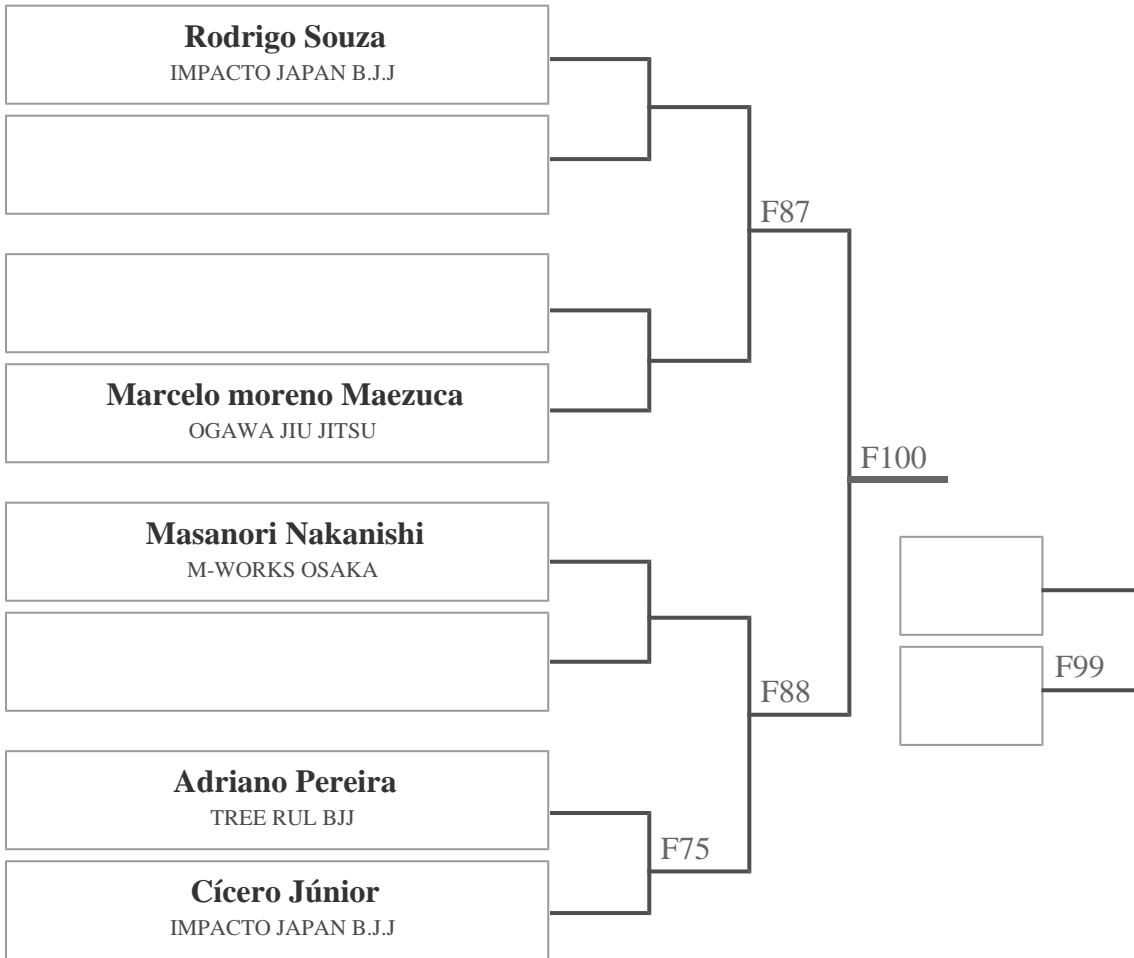 Rodrigo Souza
IMPACTO JAPAN B.J.J
F87
Marcelo moreno Maezuca
OGAWA JIU JITSU
F100
Masanori Nakanishi
M-WORKS OSAKA
F99
F88
Adriano Pereira
TREE RUL BJJ
F75
Cícero Júnior
IMPACTO JAPAN B.J.J